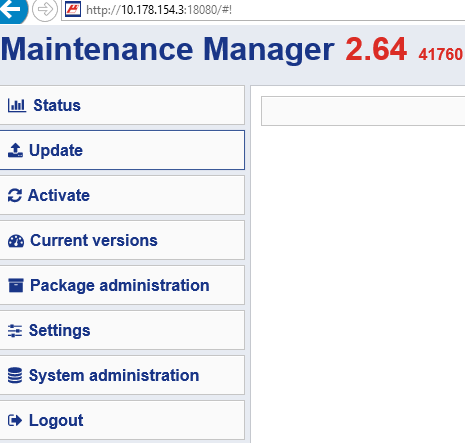 http://10.178.154.3:18080/#!
Maintenance Manager 2.64 41760
Status
Update
Activate
Current versions
Package administration
Settings
System administration
Logout